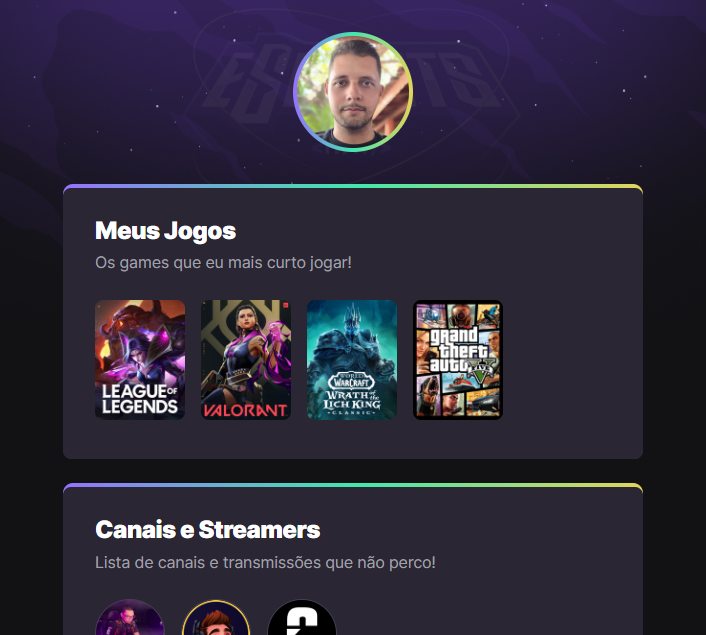 ESPORTS
Meus Jogos
Os games que eu mais curto jogar!
LEAGUE OF
LEGENDS
VALORANT
WORLD
WARCRAFT
WRATH of the
LICH KING
CLASSIC
grand
theft
auto
V
Canais e Streamers
Lista de canais e transmissões que não perco!